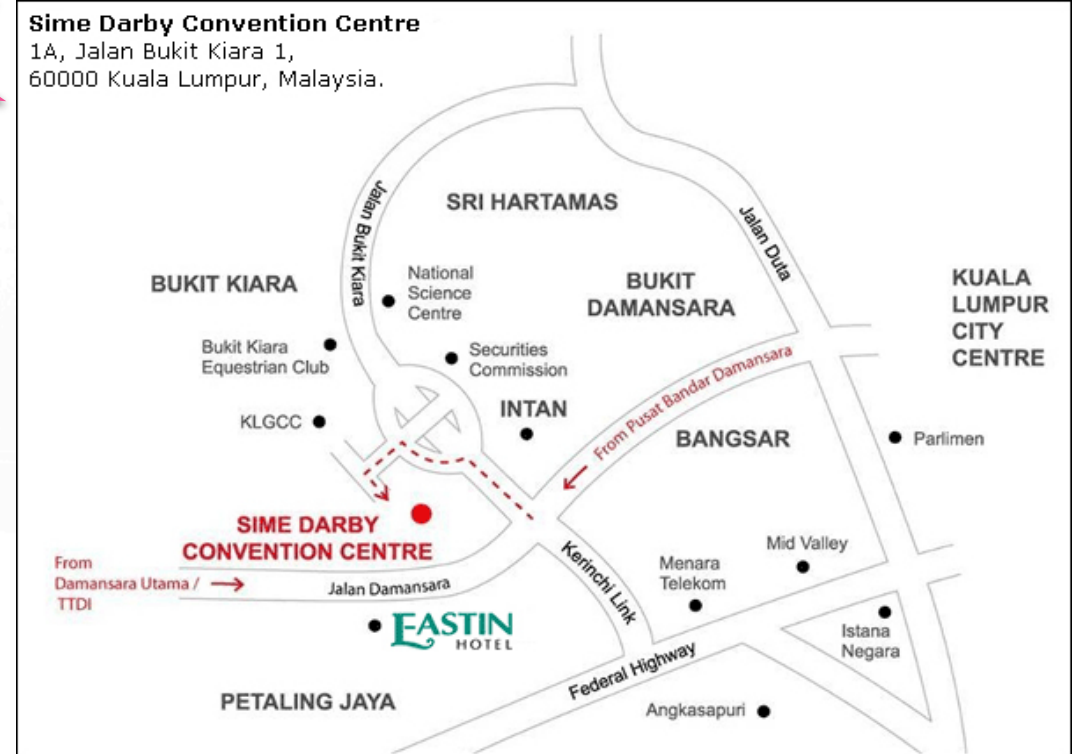 Sime Darby Convention Centre
1A, Jalan Bukit Kiara 1,
60000 Kuala Lumpur, Malaysia.
Jalan Bukit Kiara
SRI HARTAMAS
Jalan Duta
BUKIT KIARA
National
Science
Centre
BUKIT
DAMANSARA
KUALA
LUMPUR
CITY
CENTRE
Bukit Kiara
Equestrian Club
Securities
Commission
From Pusat Bandar Damansara
KLGCC
INTAN
BANGSAR
Parlimen
SIME DARBY
CONVENTION CENTRE
From
Damansara Utama /
TTDI
Jalan Damansara
Kerinchi Link
Menara
Telekom
Mid Valley
EASTIN
HOTEL
Istana
Negara
Federal Highway
PETALING JAYA
Angkasapuri